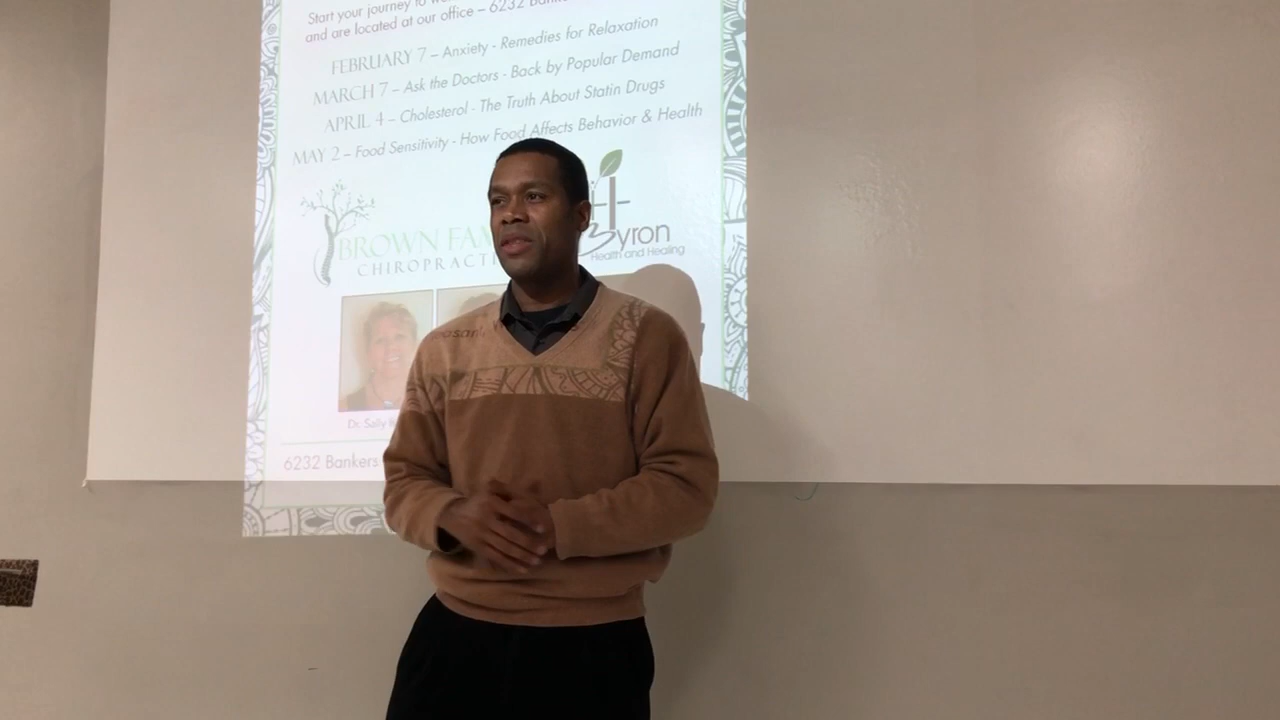 Start your journey to
and are located at our office – 6232
FEBRUARY 7 – Anxiety - Remedies for Relaxation
MARCH 7 – Ask the Doctors - Back by Popular Demand
APRIL 4 – Cholesterol - The Truth About Statin Drugs
MAY 2 – Food Sensitivity - How Food Affects Behavior & Health
BROWN
CHIROPRACTI
Byron
Health and Healing
Dr. Sally
6232 Bankers